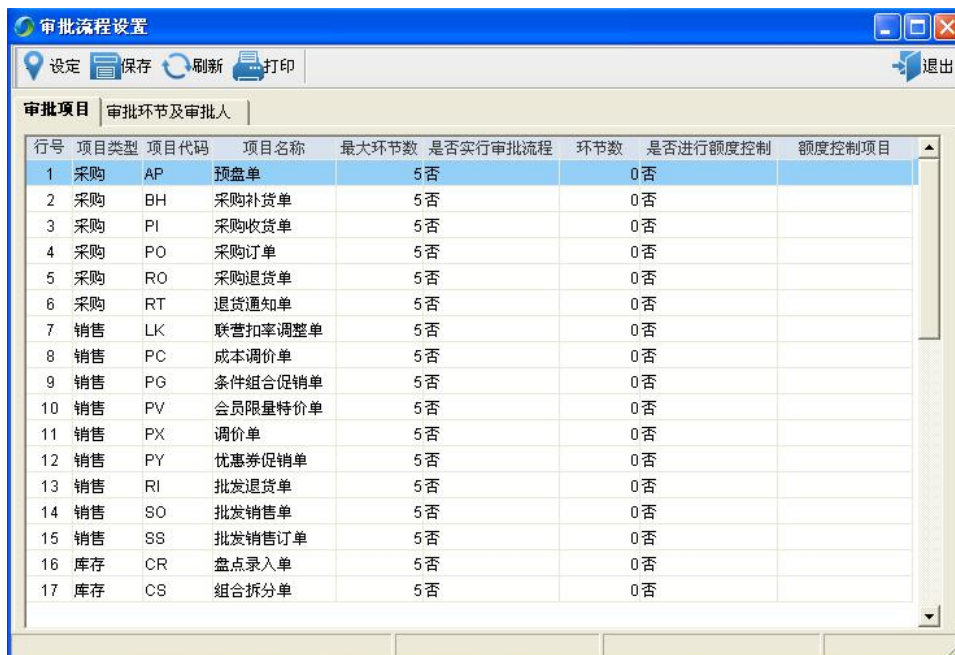 审批流程设置
设定 保存 刷新 打印 退出
审批项目 审批环节及审批人
行号 项目类型 项目代码 项目名称 最大环节数 是否实行审批流程 环节数 是否进行额度控制 额度控制项目
1 采购 AP 预盘单 5 否 0 否
2 采购 BH 采购补货单 5 否 0 否
3 采购 PI 采购收货单 5 否 0 否
4 采购 PO 采购订单 5 否 0 否
5 采购 RO 采购退货单 5 否 0 否
6 采购 RT 退货通知单 5 否 0 否
7 销售 LK 联营扣率调整单 5 否 0 否
8 销售 PC 成本调价单 5 否 0 否
9 销售 PG 条件组合促销单 5 否 0 否
10 销售 PV 会员限量特价单 5 否 0 否
11 销售 PX 调价单 5 否 0 否
12 销售 PY 优惠券促销单 5 否 0 否
13 销售 RI 批发退货单 5 否 0 否
14 销售 SO 批发销售单 5 否 0 否
15 销售 SS 批发销售订单 5 否 0 否
16 库存 CR 盘点录入单 5 否 0 否
17 库存 CS 组合拆分单 5 否 0 否